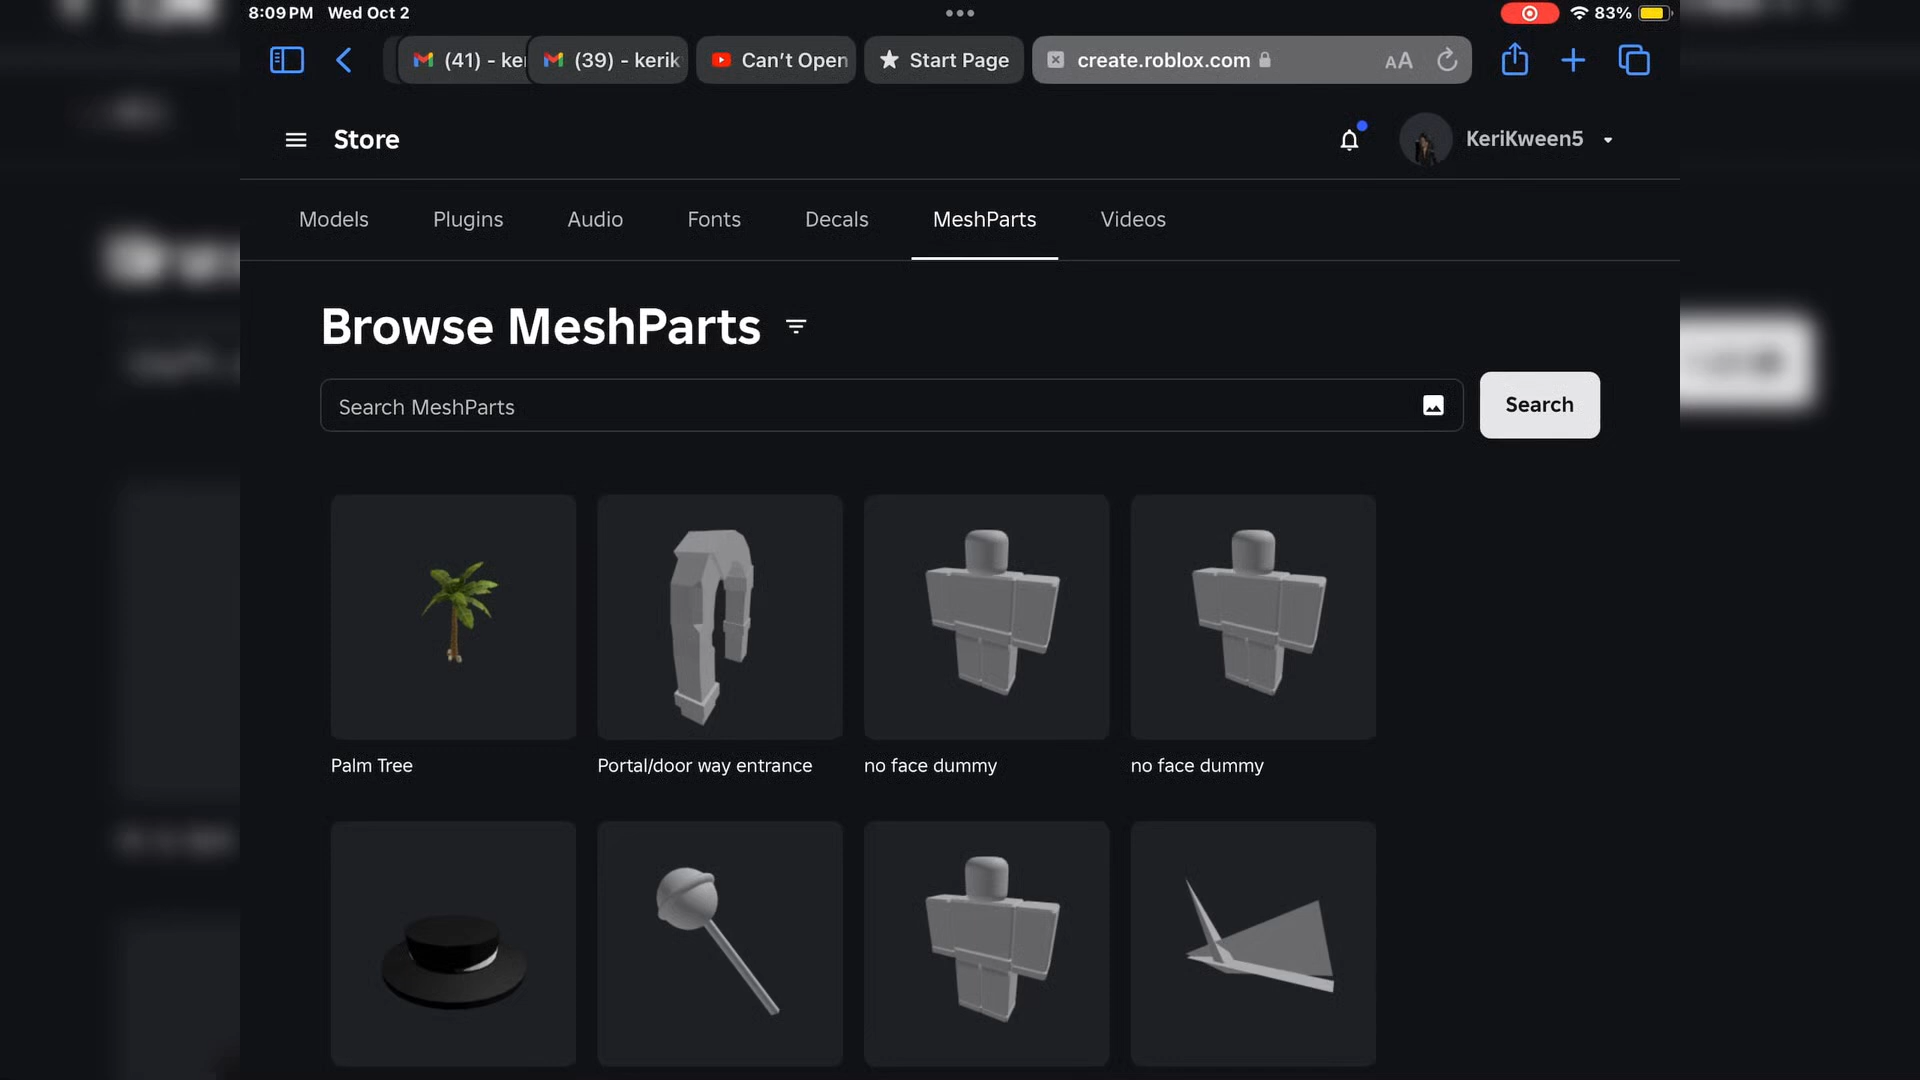 8:09 PM Wed Oct 2
83%
(41) - kei
(39) - kerik
Can't Open
Start Page
create.roblox.com
AA
Store
KeriKween5
Models
Plugins
Audio
Fonts
Decals
MeshParts
Videos
Browse MeshParts
Search MeshParts
Search
Palm Tree
Portal/door way entrance
no face dummy
no face dummy